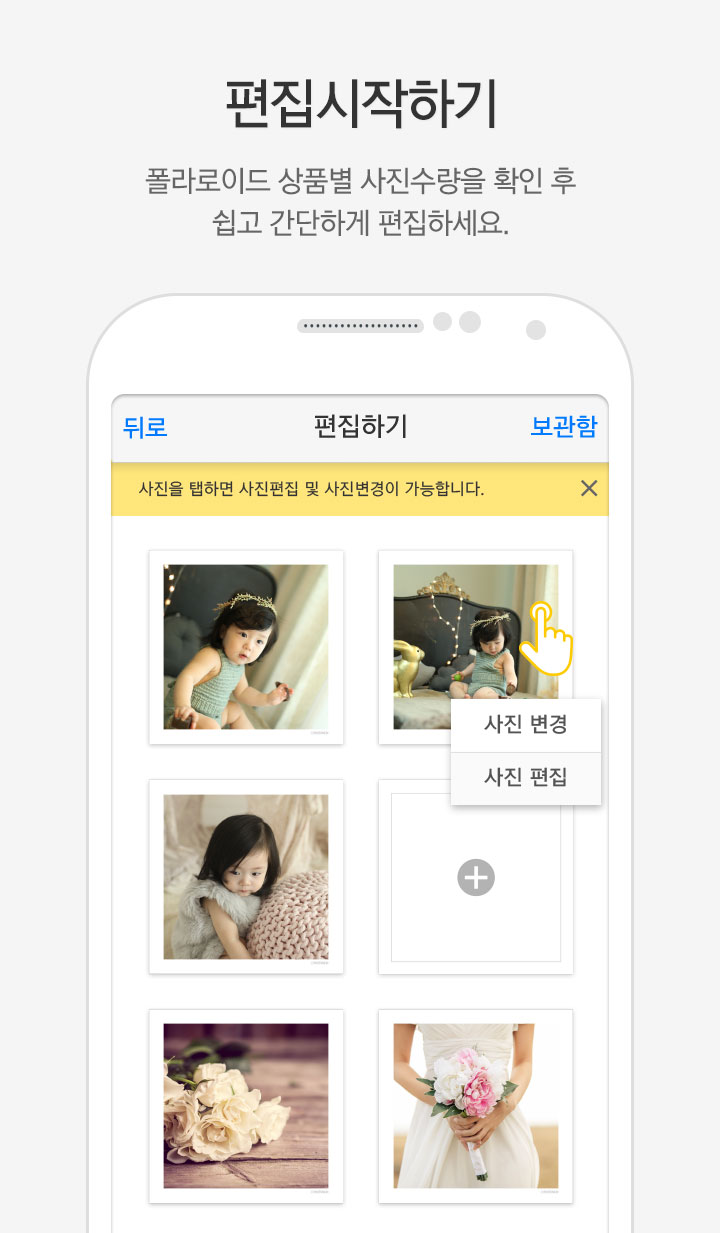 편집시작하기
폴라로이드 상품별 사진수량을 확인 후
쉽고 간단하게 편집하세요.
뒤로 편집하기 보관함
사진을 탭하면 사진편집 및 사진변경이 가능합니다.
사진 변경
사진 편집